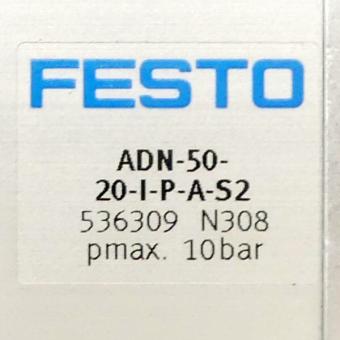 FESTO
ADN-50-
20-I-P-A-S2
536309 N308
pmax. 10bar